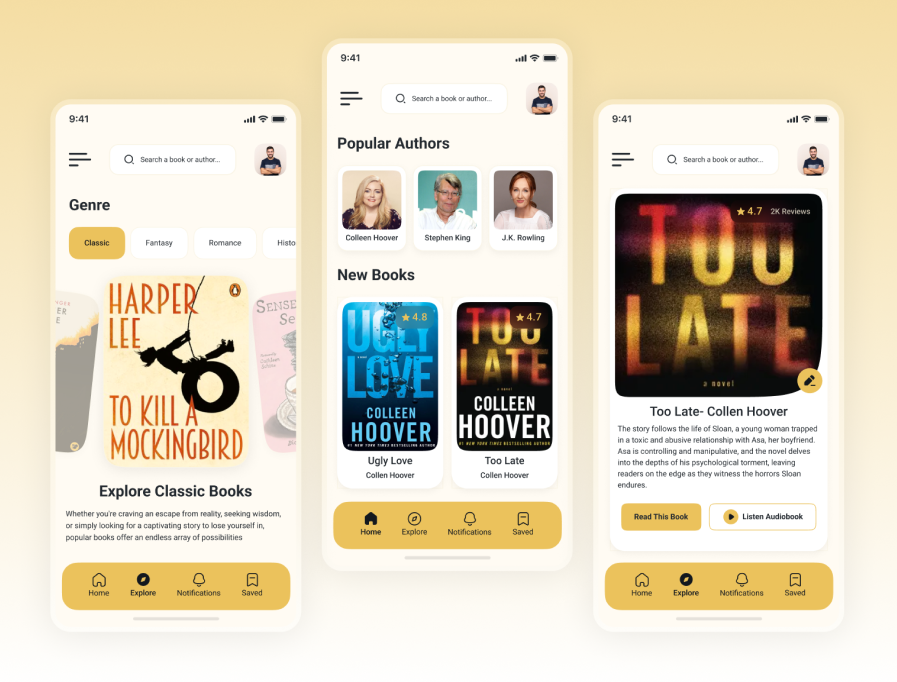 9:41
Search a book or author...
Genre
Classic
Fantasy
Romance
Histo
HARPER
LEE
TO KILL A
MOCKINGBIRD
SENSE
Explore Classic Books
Whether you're craving an escape from reality, seeking wisdom,
or simply looking for a captivating story to lose yourself in,
popular books offer an endless array of possibilities
Home
Explore
Notifications
Saved
9:41
Search a book or author...
Popular Authors
Colleen Hoover
Stephen King
J.K. Rowling
New Books
4.8
UGLY
LOVE
COLLEEN
HOOVER
#1 NEW YORK TIMES BESTSELLING AUTHOR
Ugly Love
Collen Hoover
4.7
TOO
LATE
a novel
COLLEEN
HOOVER
#1 NEW YORK TIMES BESTSELLING AUTHOR
Too Late
Collen Hoover
Home
Explore
Notifications
Saved
9:41
Search a book or author...
4.7 2K Reviews
TOO
LATE
a novel
Too Late- Collen Hoover
The story follows the life of Sloan, a young woman trapped
in a toxic and abusive relationship with Asa, her boyfriend.
Asa is controlling and manipulative, and the novel delves
into the depths of his psychological torment, leaving
readers on the edge as they witness the horrors Sloan
endures.
Read This Book
Listen Audiobook
Home
Explore
Notifications
Saved